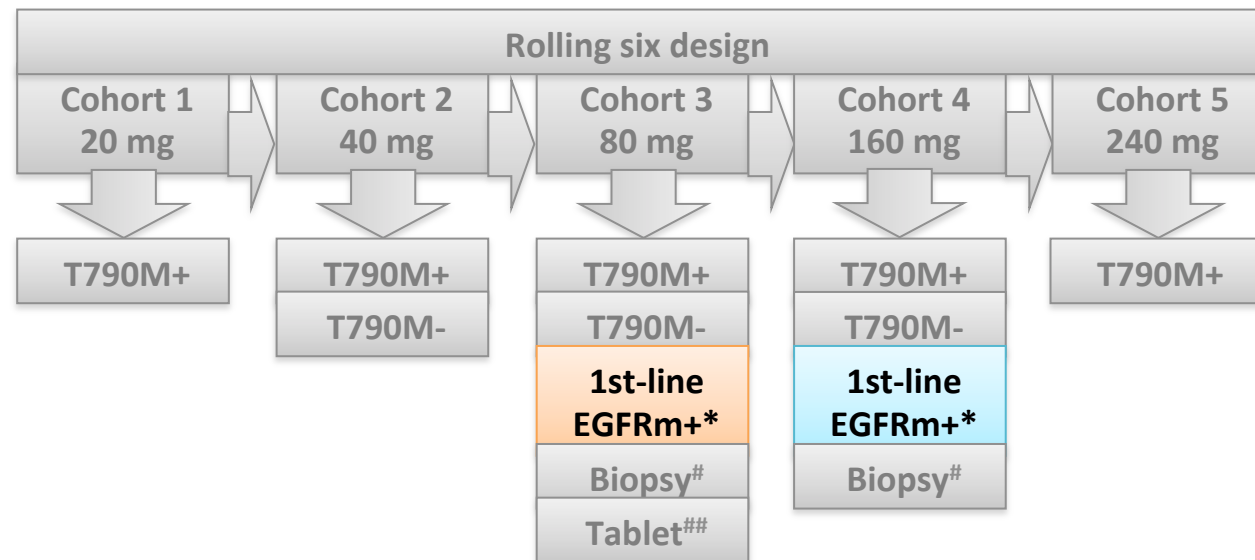 Rolling six design
Cohort 1
20 mg
Cohort 2
40 mg
Cohort 3
80 mg
Cohort 4
160 mg
Cohort 5
240 mg
T790M+
T790M+
T790M-
T790M+
T790M-
1st-line
EGFRm+*
Biopsy#
Tablet##
T790M+
T790M-
1st-line
EGFRm+*
Biopsy#
T790M+